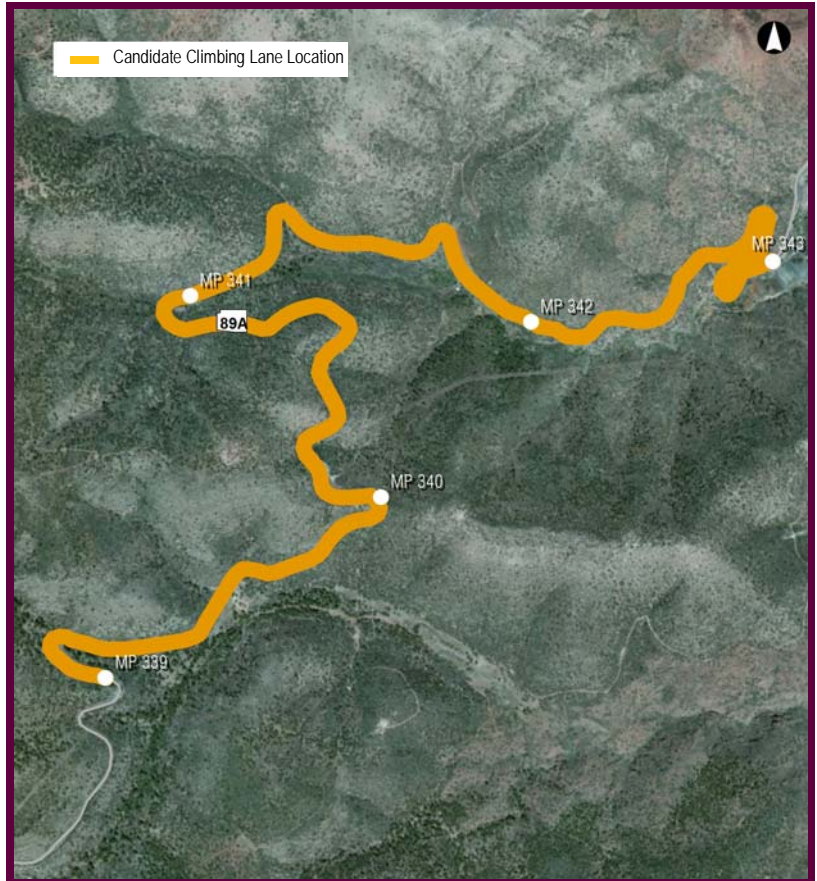 Candidate Climbing Lane Location
MP 343
MP 341
89A
MP 342
MP 340
MP 339